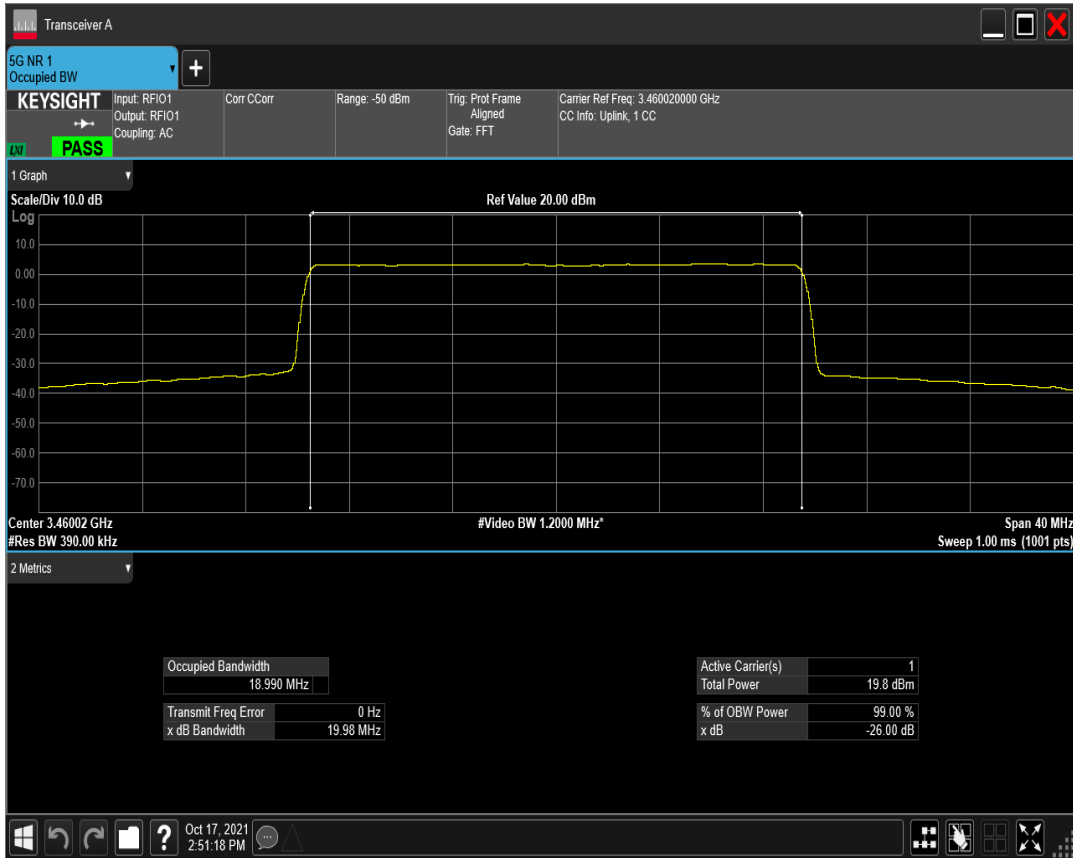 Transceiver A
5G NR 1
Occupied BW
KEYSIGHT
LXI
PASS
Input: RFIO1
Output: RFIO1
Coupling: AC
Corr CCorr
Range: -50 dBm
Trig: Prot Frame
Aligned
Gate: FFT
Carrier Ref Freq: 3.460020000 GHz
CC Info: Uplink, 1 CC
1 Graph
Scale/Div 10.0 dB
Ref Value 20.00 dBm
Log
10.0
0.00
-10.0
-20.0
-30.0
-40.0
-50.0
-60.0
-70.0
Center 3.46002 GHz
#Video BW 1.2000 MHz*
Span 40 MHz
#Res BW 390.00 kHz
Sweep 1.00 ms (1001 pts)
2 Metrics
Occupied Bandwidth
18.990 MHz
Transmit Freq Error 0 Hz
x dB Bandwidth 19.98 MHz
Active Carrier(s) 1
Total Power 19.8 dBm
% of OBW Power 99.00 %
x dB -26.00 dB
?
Oct 17, 2021
2:51:18 PM